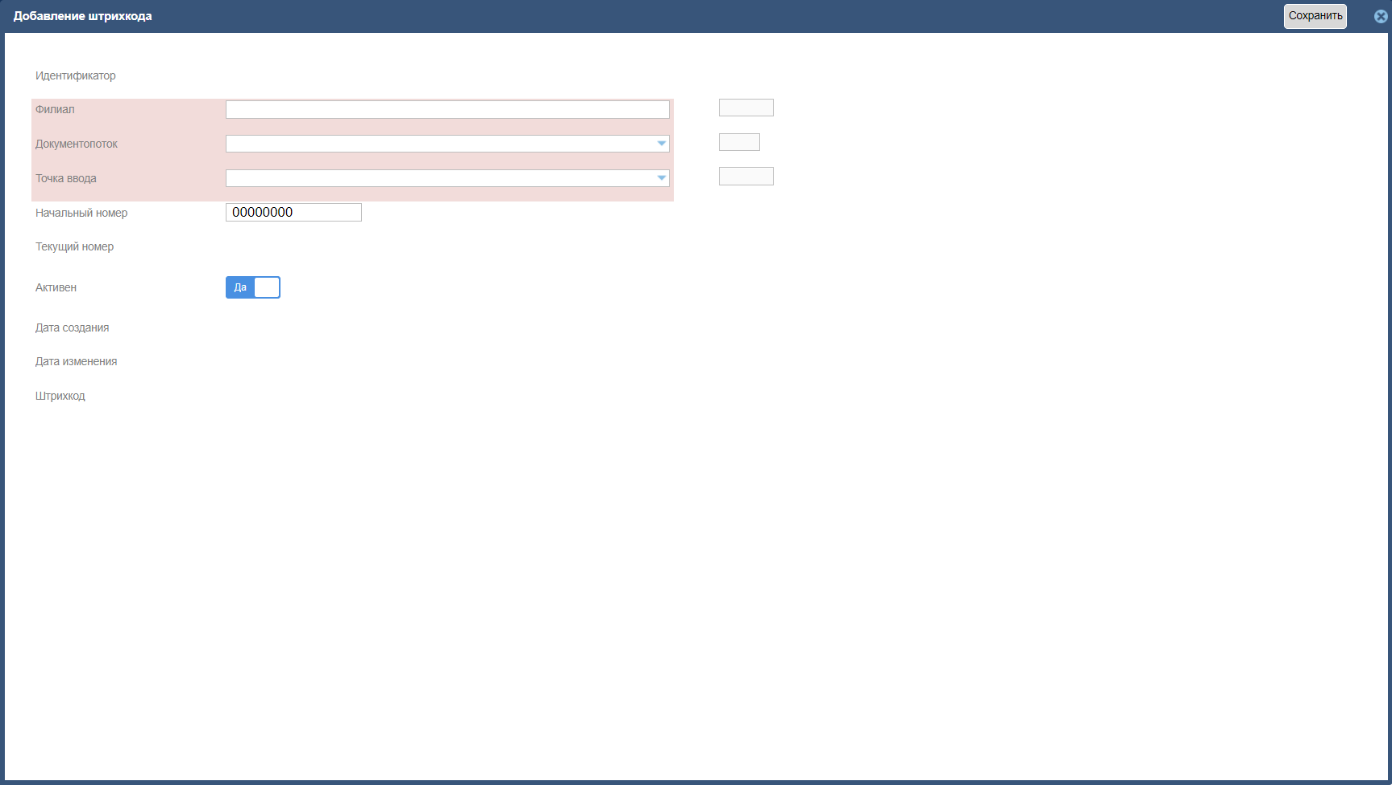 Добавление штрихкода
Сохранить
Идентификатор
Филиал
Документопоток
Точка ввода
Начальный номер 00000000
Текущий номер
Активен Да
Дата создания
Дата изменения
Штрихкод